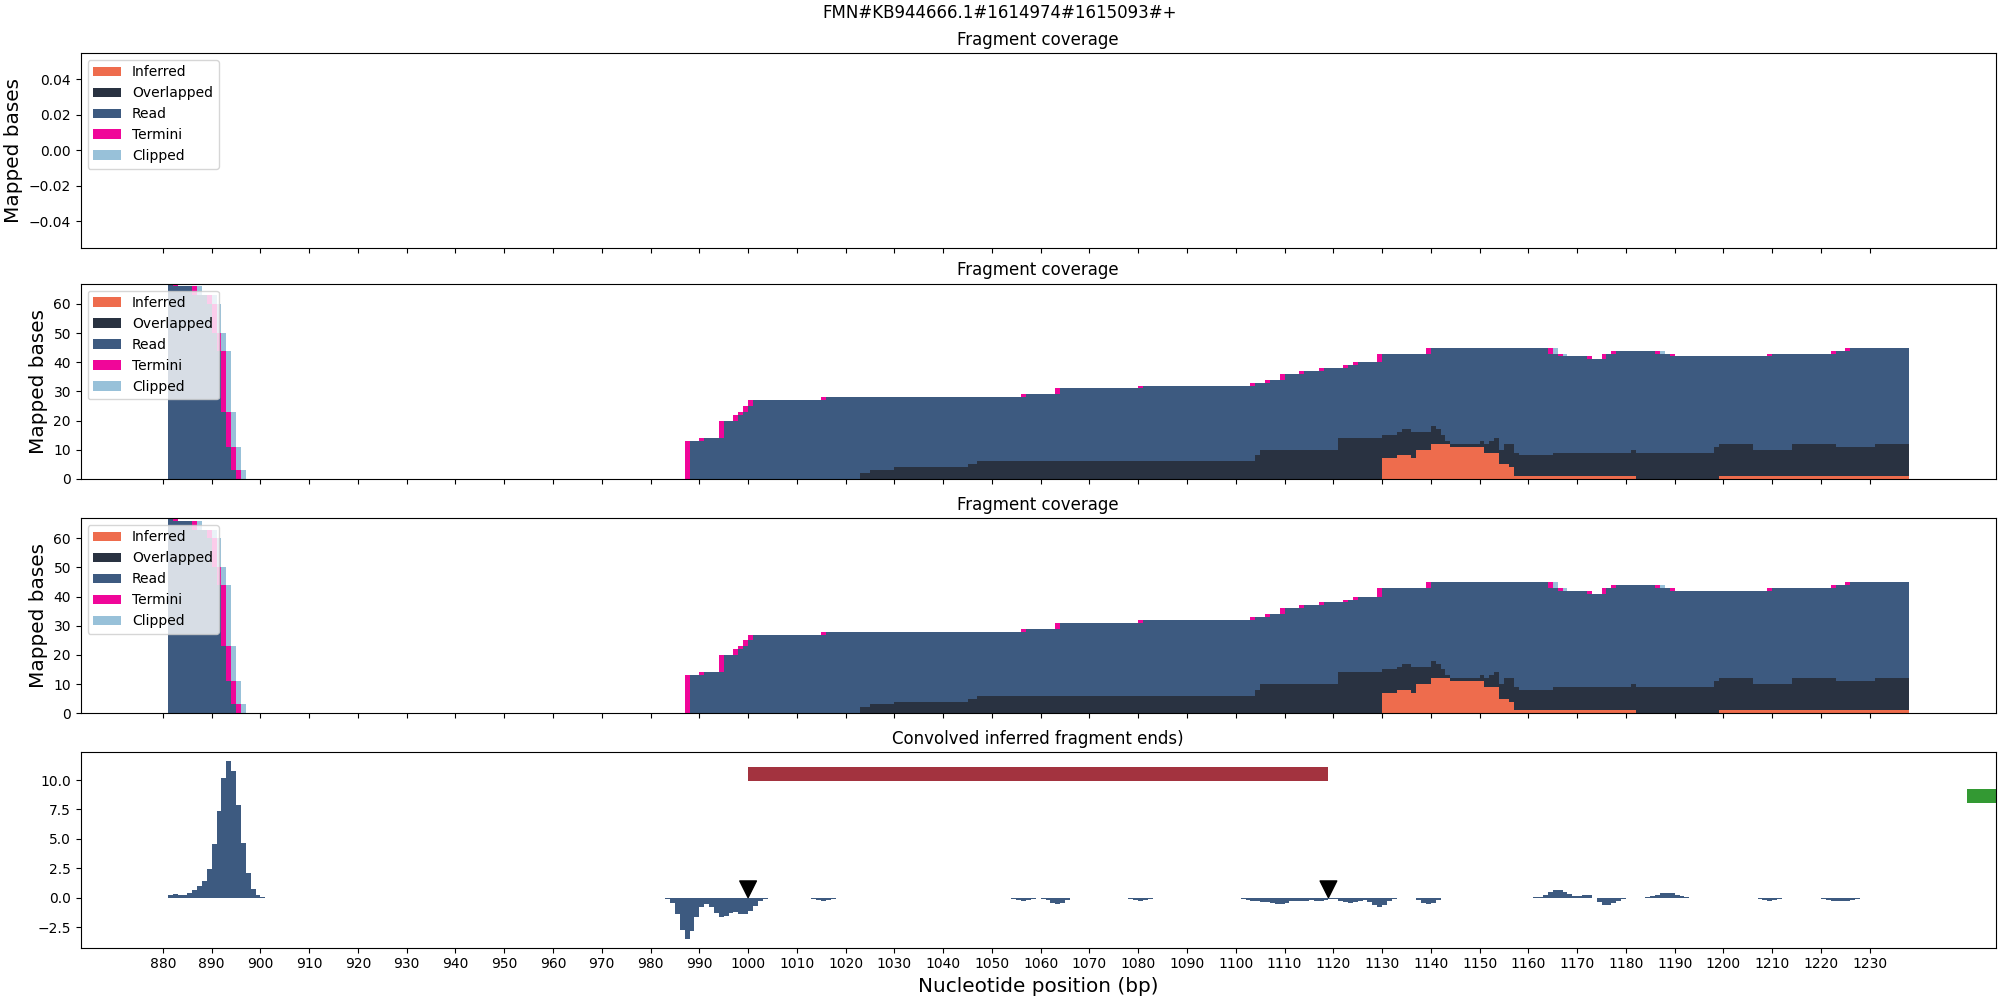 FMN#KB944666.1#1614974#1615093#+
Fragment coverage
Mapped bases
0.04
0.02
0.00
−0.02
−0.04
Inferred
Overlapped
Read
Termini
Clipped
Fragment coverage
Mapped bases
60
50
40
30
20
10
0
Inferred
Overlapped
Read
Termini
Clipped
Fragment coverage
Mapped bases
60
50
40
30
20
10
0
Inferred
Overlapped
Read
Termini
Clipped
Convolved inferred fragment ends)
10.0
7.5
5.0
2.5
0.0
−2.5
880 890 900 910 920 930 940 950 960 970 980 990 1000 1010 1020 1030 1040 1050 1060 1070 1080 1090 1100 1110 1120 1130 1140 1150 1160 1170 1180 1190 1200 1210 1220 1230
Nucleotide position (bp)